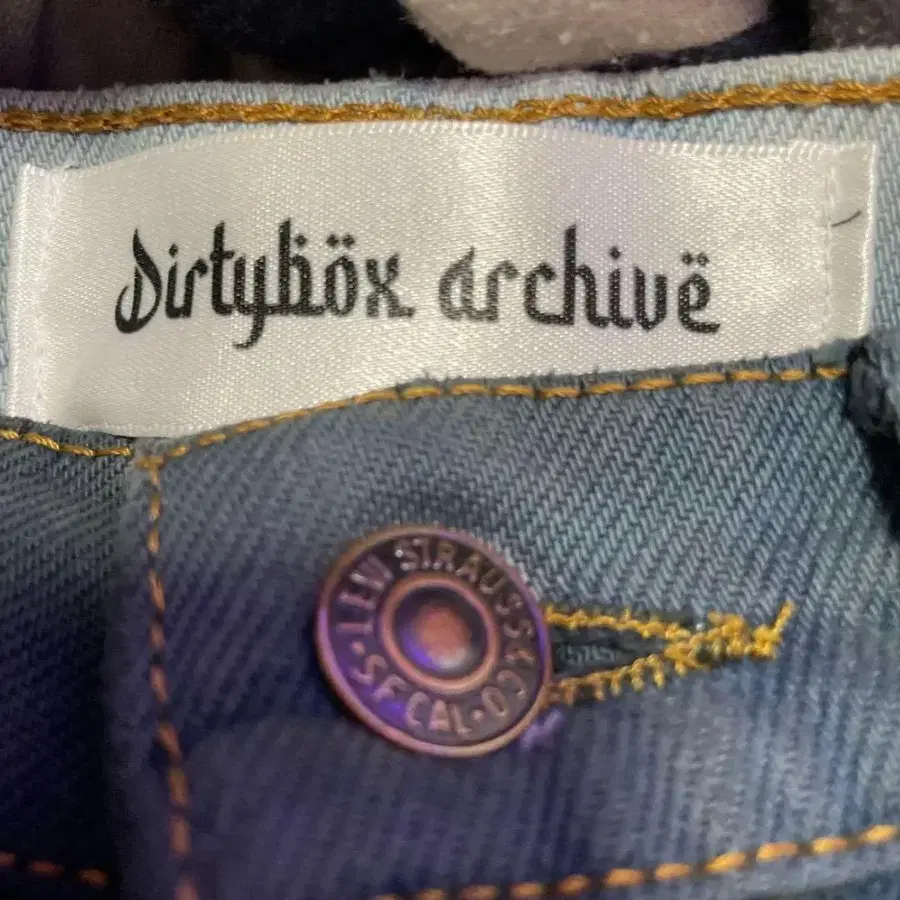 Dirtyböx archivë
LEVI STRAUSS & CO
· S.F. CAL ·